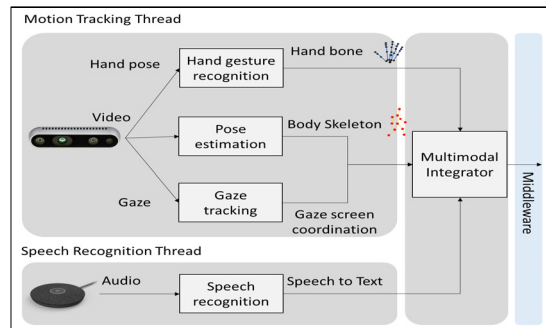 Motion Tracking Thread
Hand pose
Hand gesture
recognition
Hand bone
Video
Pose
estimation
Body Skeleton
Multimodal
Integrator
Gaze
Gaze
tracking
Gaze screen
coordination
Middleware
Speech Recognition Thread
Audio
Speech
recognition
Speech to Text